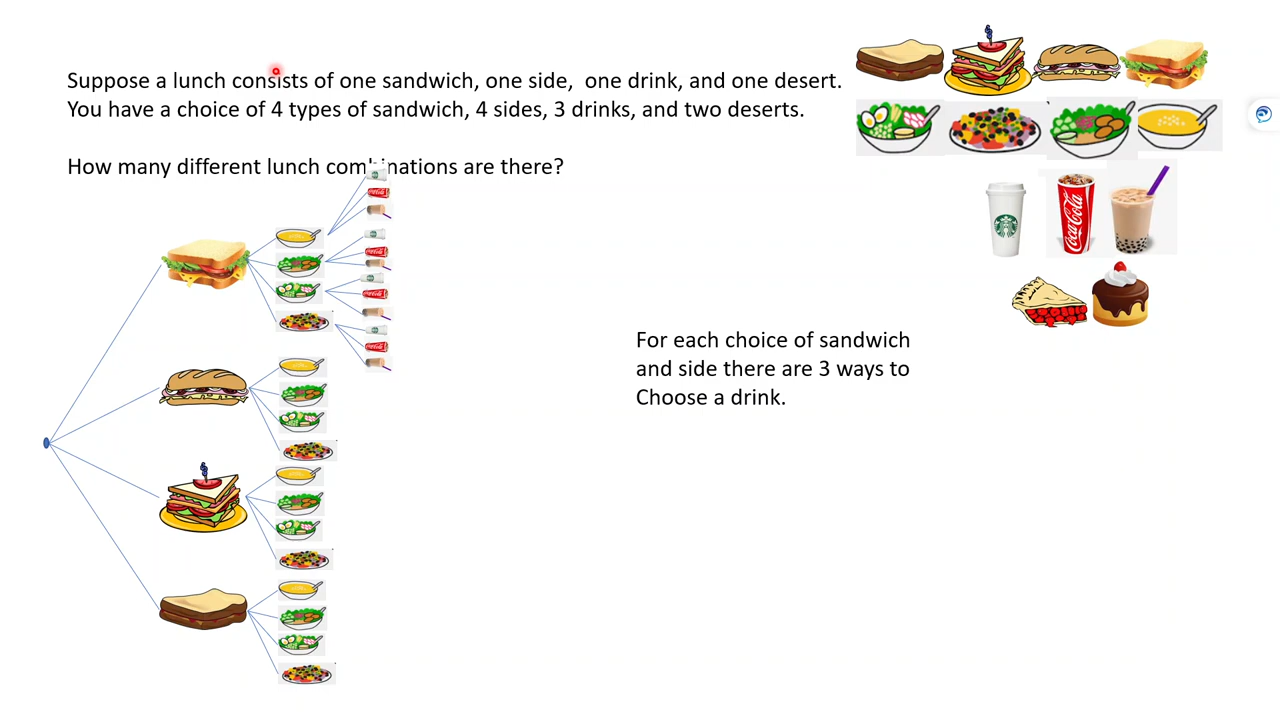 Suppose a lunch consists of one sandwich, one side,  one drink, and one desert.
You have a choice of 4 types of sandwich, 4 sides, 3 drinks, and two deserts.
How many different lunch combinations are there?
Coca-Cola
For each choice of sandwich
and side there are 3 ways to
Choose a drink.